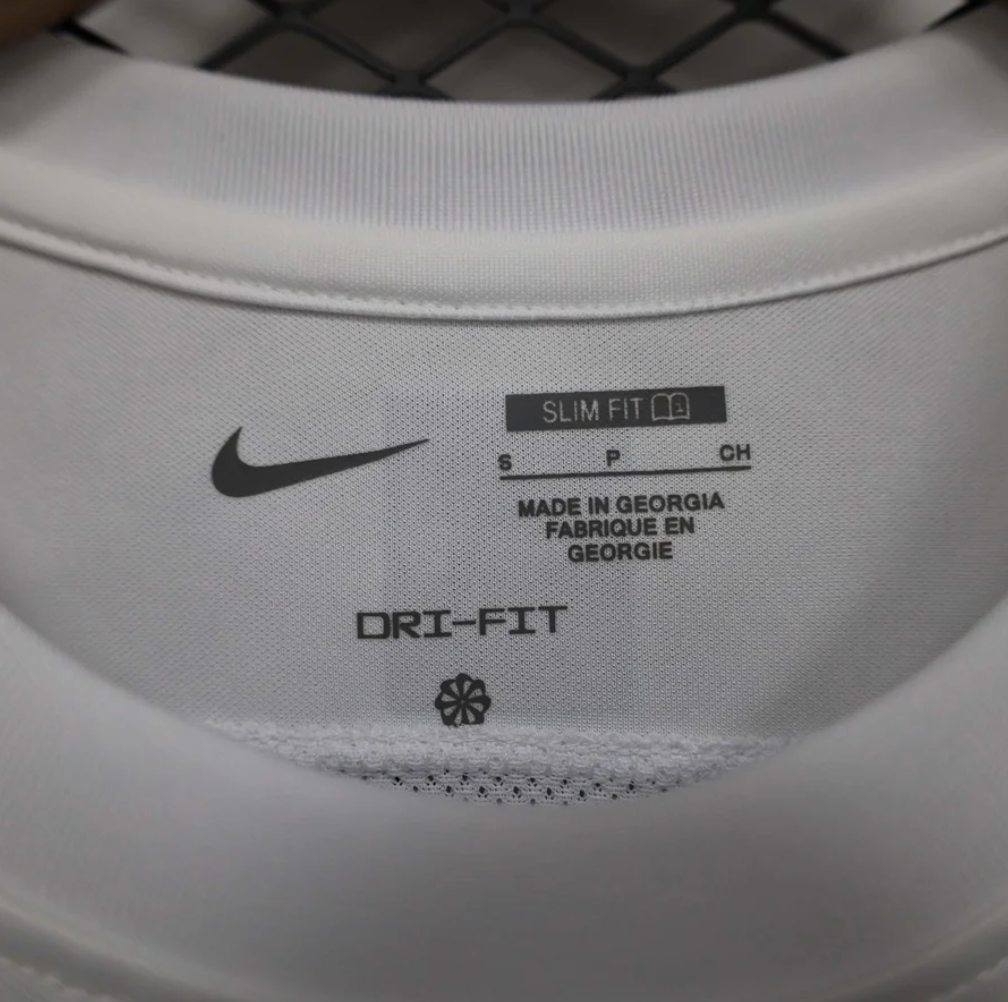 SLIM FIT
S P CH
MADE IN GEORGIA
FABRIQUE EN
GEORGIE
DRI-FIT